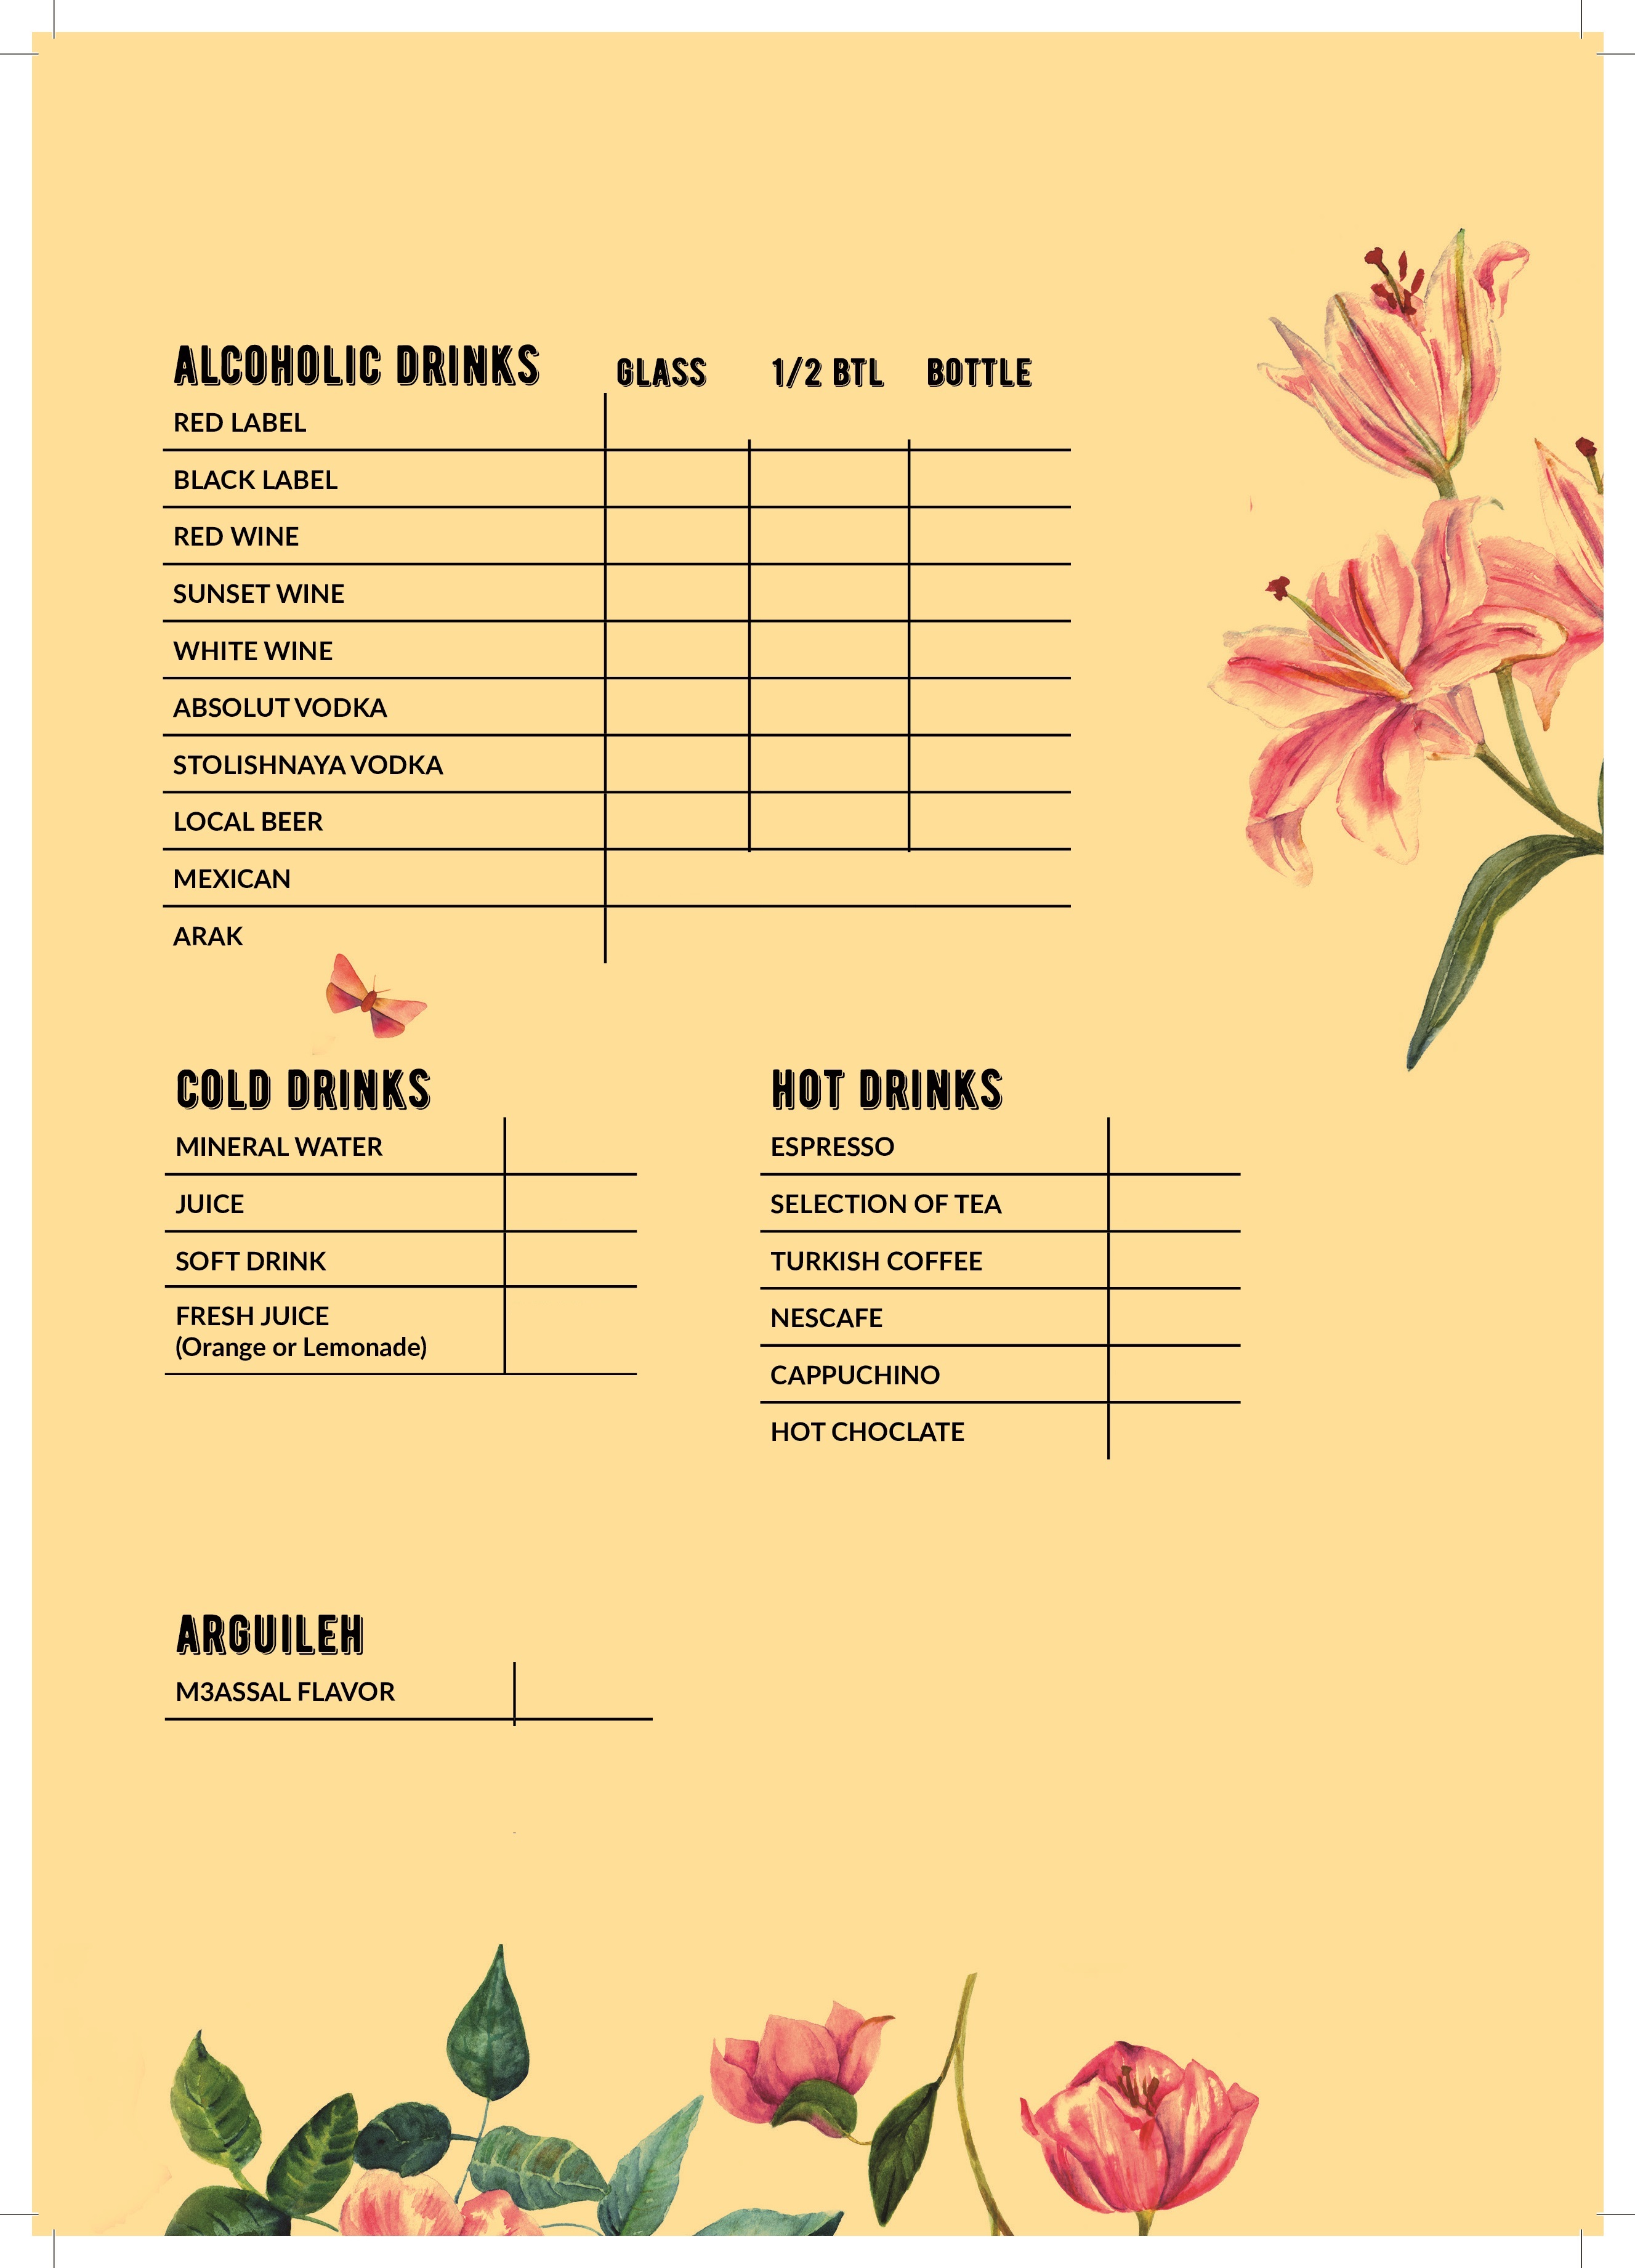 ALCOHOLIC DRINKS GLASS 1/2 BTL BOTTLE
RED LABEL
BLACK LABEL
RED WINE
SUNSET WINE
WHITE WINE
ABSOLUT VODKA
STOLISHNAYA VODKA
LOCAL BEER
MEXICAN
ARAK
COLD DRINKS
MINERAL WATER
JUICE
SOFT DRINK
FRESH JUICE
(Orange or Lemonade)
HOT DRINKS
ESPRESSO
SELECTION OF TEA
TURKISH COFFEE
NESCAFE
CAPPUCHINO
HOT CHOCLATE
ARGUILEH
M3ASSAL FLAVOR